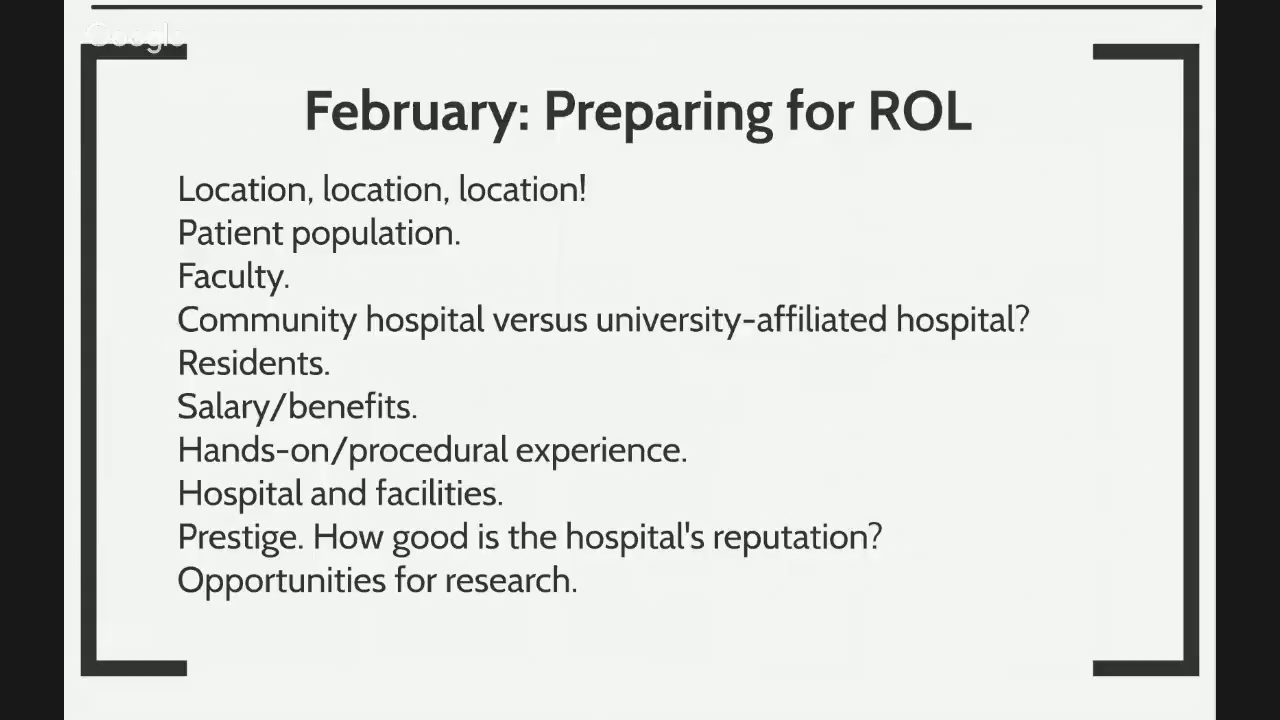 Google
February: Preparing for ROL
Location, location, location!
Patient population.
Faculty.
Community hospital versus university-affiliated hospital?
Residents.
Salary/benefits.
Hands-on/procedural experience.
Hospital and facilities.
Prestige. How good is the hospital's reputation?
Opportunities for research.